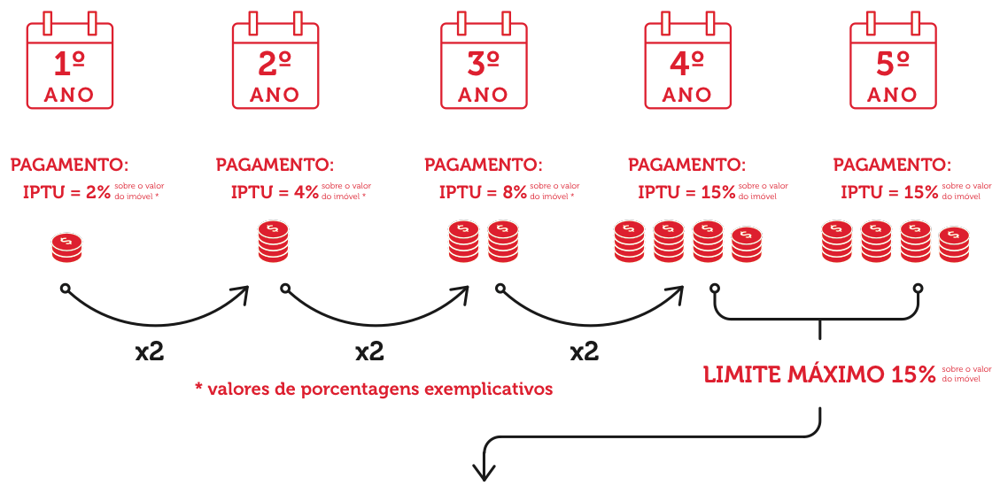 1º
ANO
2º
ANO
3º
ANO
4º
ANO
5º
ANO
PAGAMENTO:
IPTU = 2% sobre o valor
do imóvel *
PAGAMENTO:
IPTU = 4% sobre o valor
do imóvel *
PAGAMENTO:
IPTU = 8% sobre o valor
do imóvel *
PAGAMENTO:
IPTU = 15% sobre o valor
do imóvel
PAGAMENTO:
IPTU = 15% sobre o valor
do imóvel
x2
x2
x2
LIMITE MÁXIMO 15% sobre o valor
do imóvel
* valores de porcentagens exemplicativos